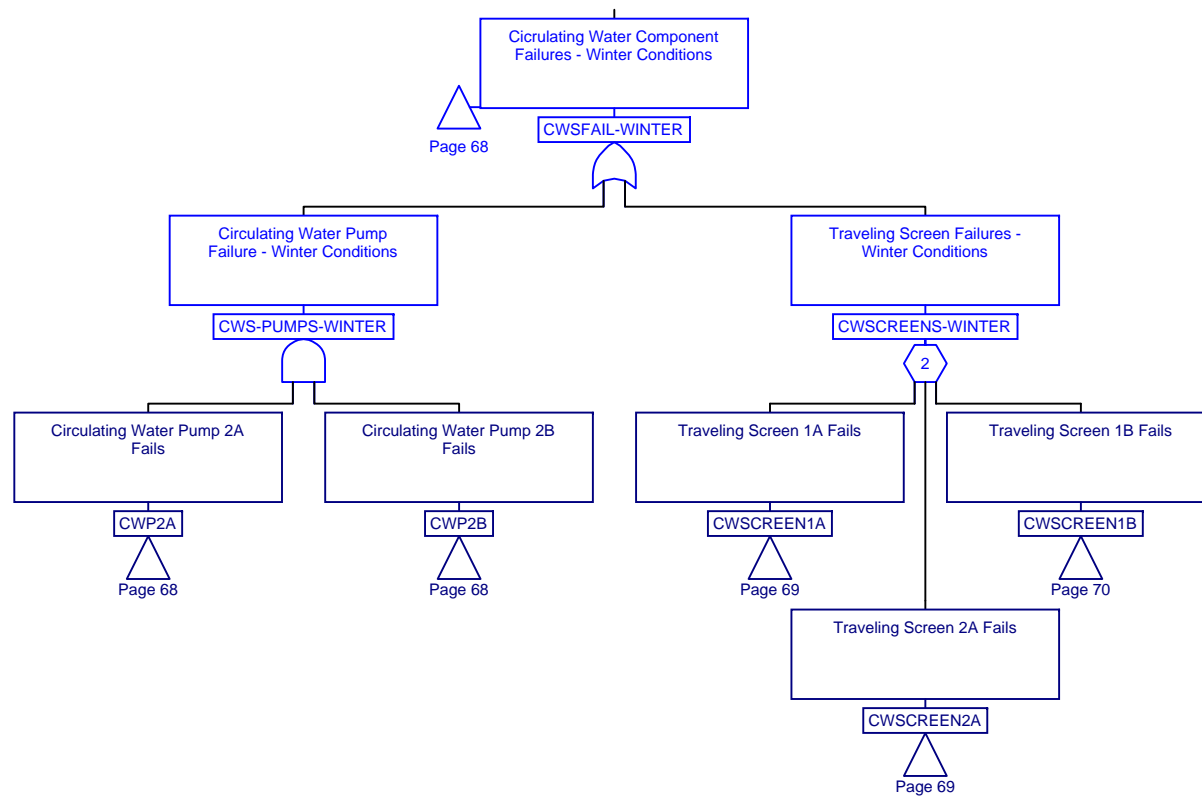 Cicrulating Water Component
Failures - Winter Conditions
CWSFAIL-WINTER
Page 68
Circulating Water Pump
Failure - Winter Conditions
CWS-PUMPS-WINTER
Traveling Screen Failures -
Winter Conditions
CWSCREENS-WINTER
2
Circulating Water Pump 2A
Fails
CWP2A
Page 68
Circulating Water Pump 2B
Fails
CWP2B
Page 68
Traveling Screen 1A Fails
CWSCREEN1A
Page 69
Traveling Screen 1B Fails
CWSCREEN1B
Page 70
Traveling Screen 2A Fails
CWSCREEN2A
Page 69